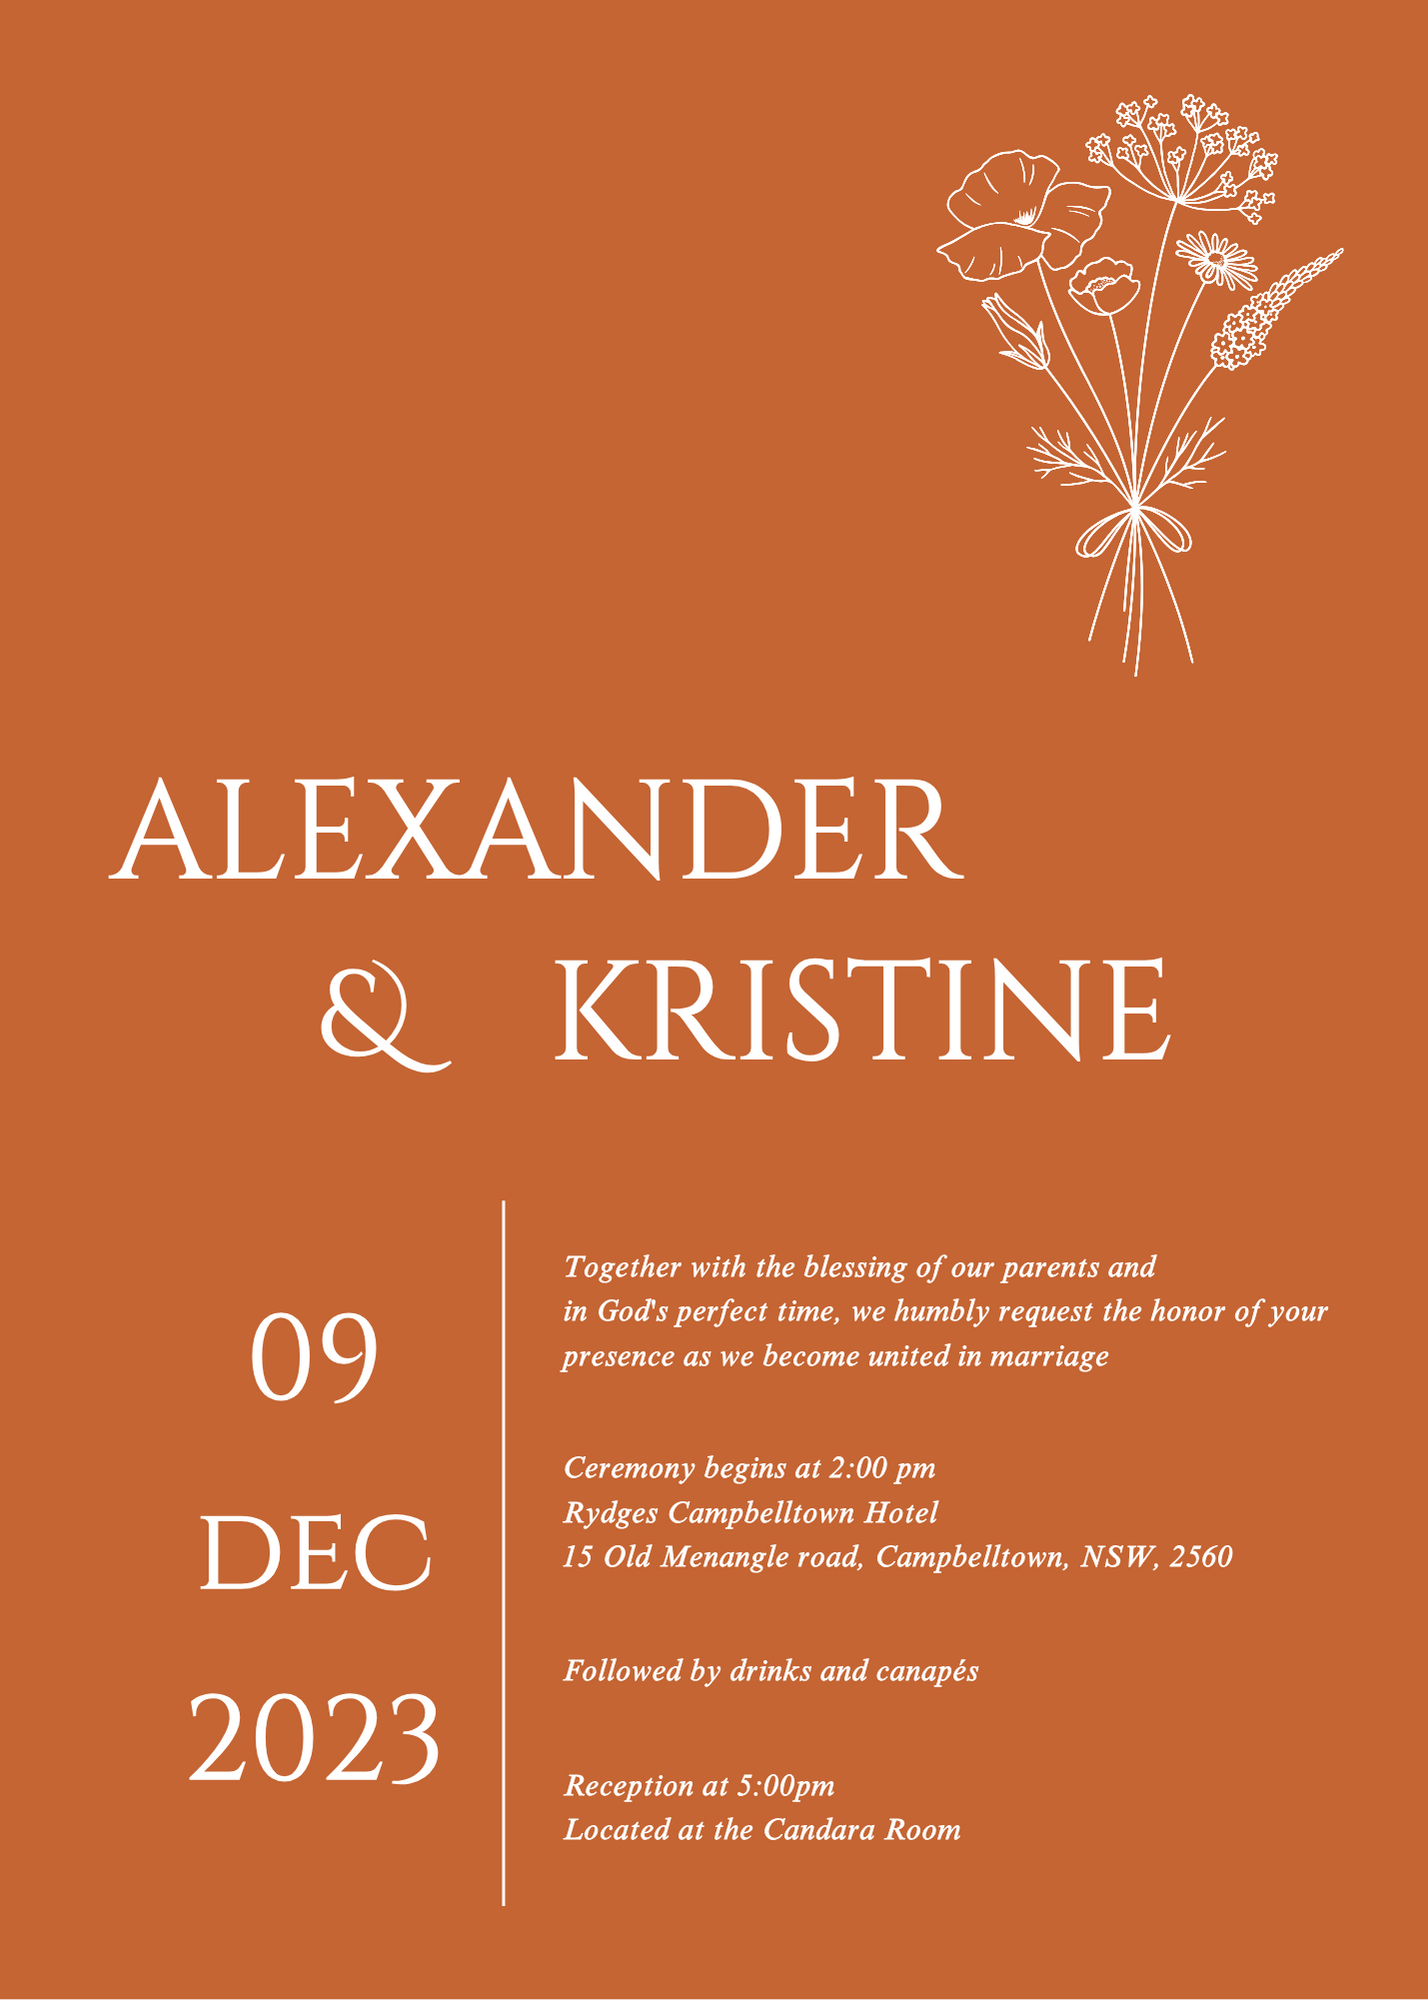 ALEXANDER
& KRISTINE
09
DEC
2023
Together with the blessing of our parents and
in God's perfect time, we humbly request the honor of your
presence as we become united in marriage
Ceremony begins at 2:00 pm
Rydges Campbelltown Hotel
15 Old Menangle road, Campbelltown, NSW, 2560
Followed by drinks and canapés
Reception at 5:00pm
Located at the Candara Room